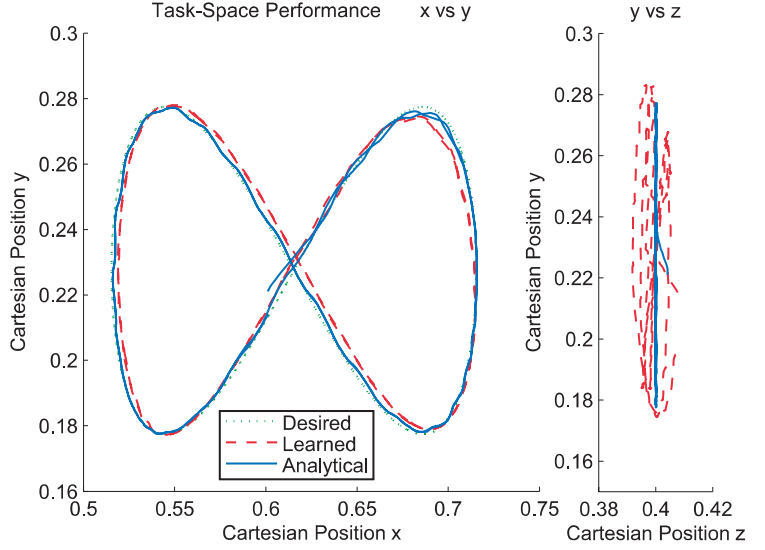 Task-Space Performance x vs y
y vs z
0.3
0.28
0.26
0.24
0.22
0.2
0.18
0.16
Cartesian Position y
0.5
0.55
0.6
0.65
0.7
0.75
Cartesian Position x
Desired
Learned
Analytical
0.3
0.28
0.26
0.24
0.22
0.2
0.18
0.16
Cartesian Position y
0.38
0.4
0.42
Cartesian Position z